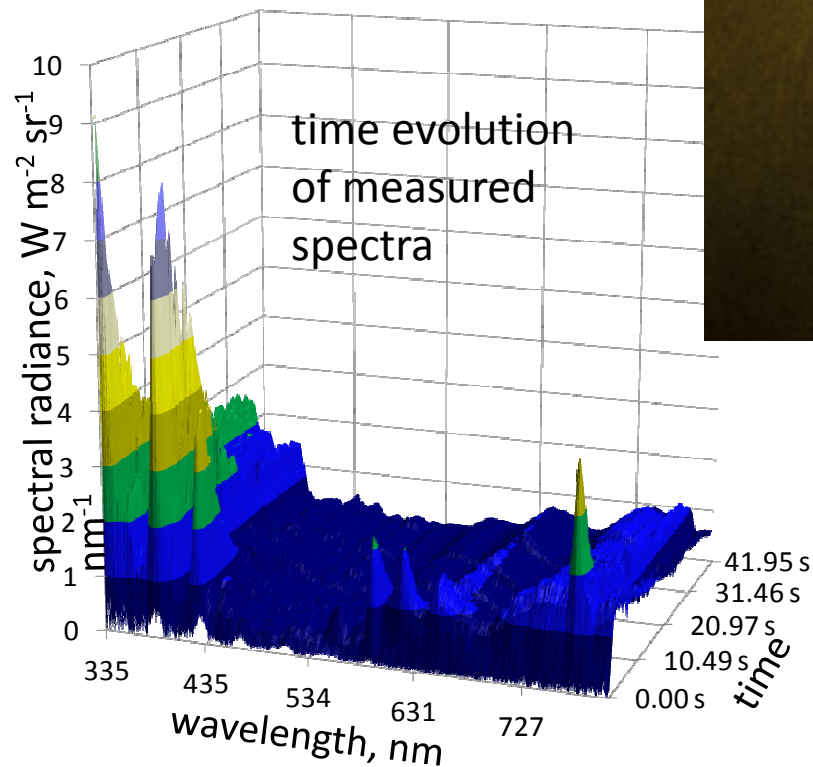 time evolution
of measured
spectra
spectral radiance, W m-2 sr-1
nm-1
10
9
8
7
6
5
4
3
2
1
0
335
435
534
631
727
wavelength, nm
41.95 s
31.46 s
20.97 s
10.49 s
0.00 s
time